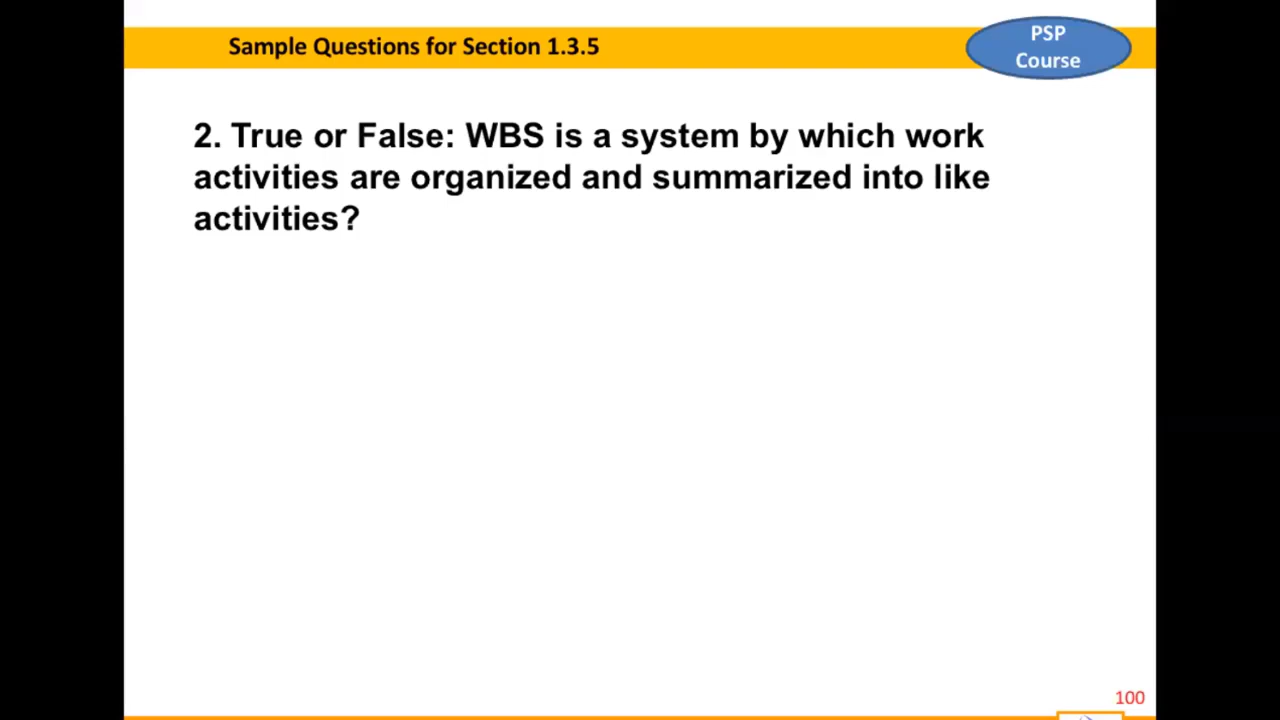 Sample Questions for Section 1.3.5
PSP
Course
2. True or False: WBS is a system by which work
activities are organized and summarized into like
activities?
100